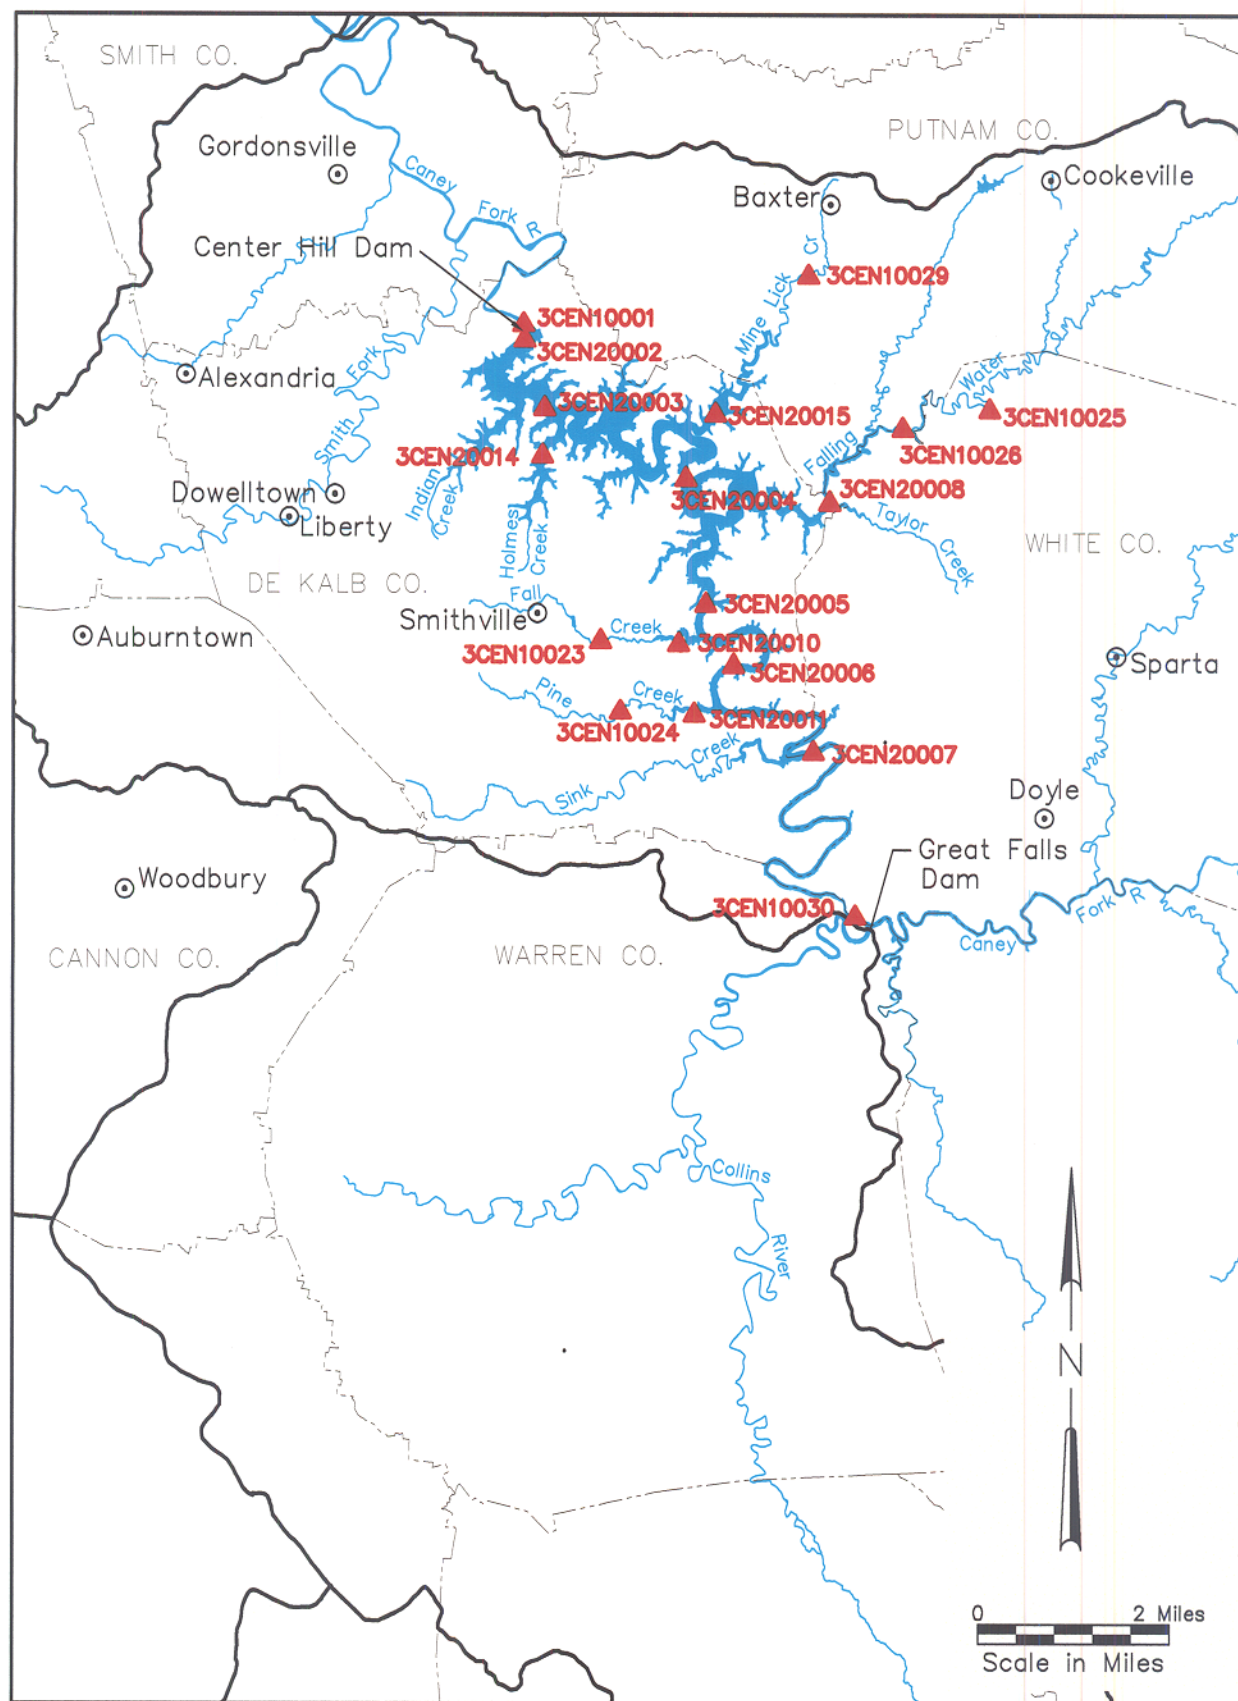 SMITH CO.
PUTNAM CO.
Gordonsville
Caney
Fork R
Baxter
Cookeville
Center Hill Dam
Mine Lick Cr
3CEN10029
3CEN10001
3CEN20002
Alexandria
Smith Fork
3CEN20003
3CEN20015
Water
3CEN10025
Falling
3CEN10026
3CEN20014
Indian
Creek
Dowelltown
Liberty
3CEN20004
3CEN20008
Taylor
Creek
Holmes
Creek
WHITE CO.
DE KALB CO.
Fall
Smithville
3CEN20005
Auburntown
Creek
3CEN10023
3CEN20010
3CEN20006
Sparta
Pine
Creek
3CEN10024
3CEN20011
Sink
Creek
3CEN20007
Doyle
Great Falls
Dam
Woodbury
3CEN10030
Caney
Fork R
CANNON CO.
WARREN CO.
Collins
River
N
0 2 Miles
Scale in Miles